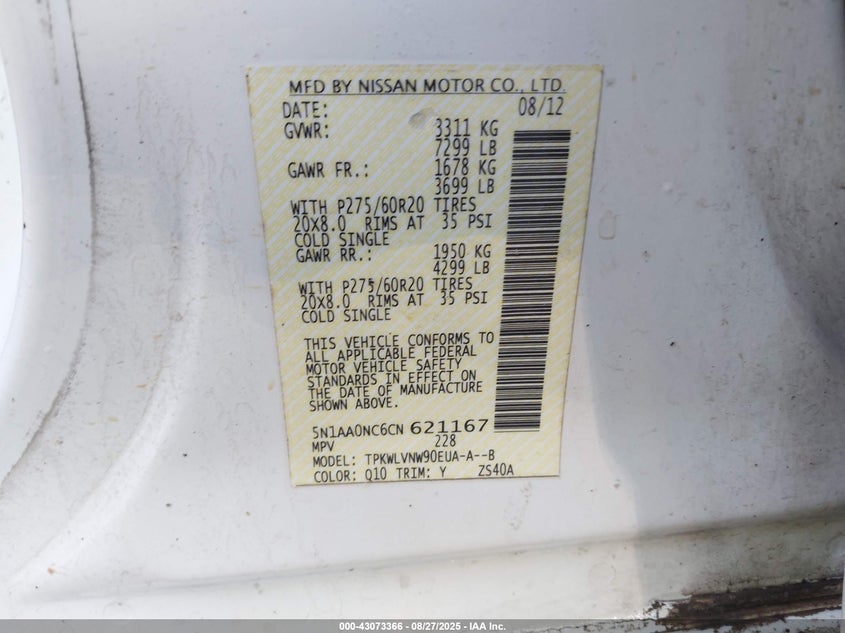 MFD BY NISSAN MOTOR CO., LTD.
DATE: 08/12
GVWR: 3311 KG
7299 LB
GAWR FR.: 1678 KG
3699 LB
WITH P275/60R20 TIRES
20X8.0 RIMS AT 35 PSI
COLD SINGLE
GAWR RR.: 1950 KG
4299 LB
WITH P275/60R20 TIRES
20X8.0 RIMS AT 35 PSI
COLD SINGLE
THIS VEHICLE CONFORMS TO
ALL APPLICABLE FEDERAL
MOTOR VEHICLE SAFETY
STANDARDS IN EFFECT ON
THE DATE OF MANUFACTURE
SHOWN ABOVE.
5N1AA0NC6CN 621167
MPV 228
MODEL: TPKWLVNW90EUA-A--B
COLOR: Q10 TRIM: Y ZS40A
000-43073366 - 08/27/2025 - IAA Inc.